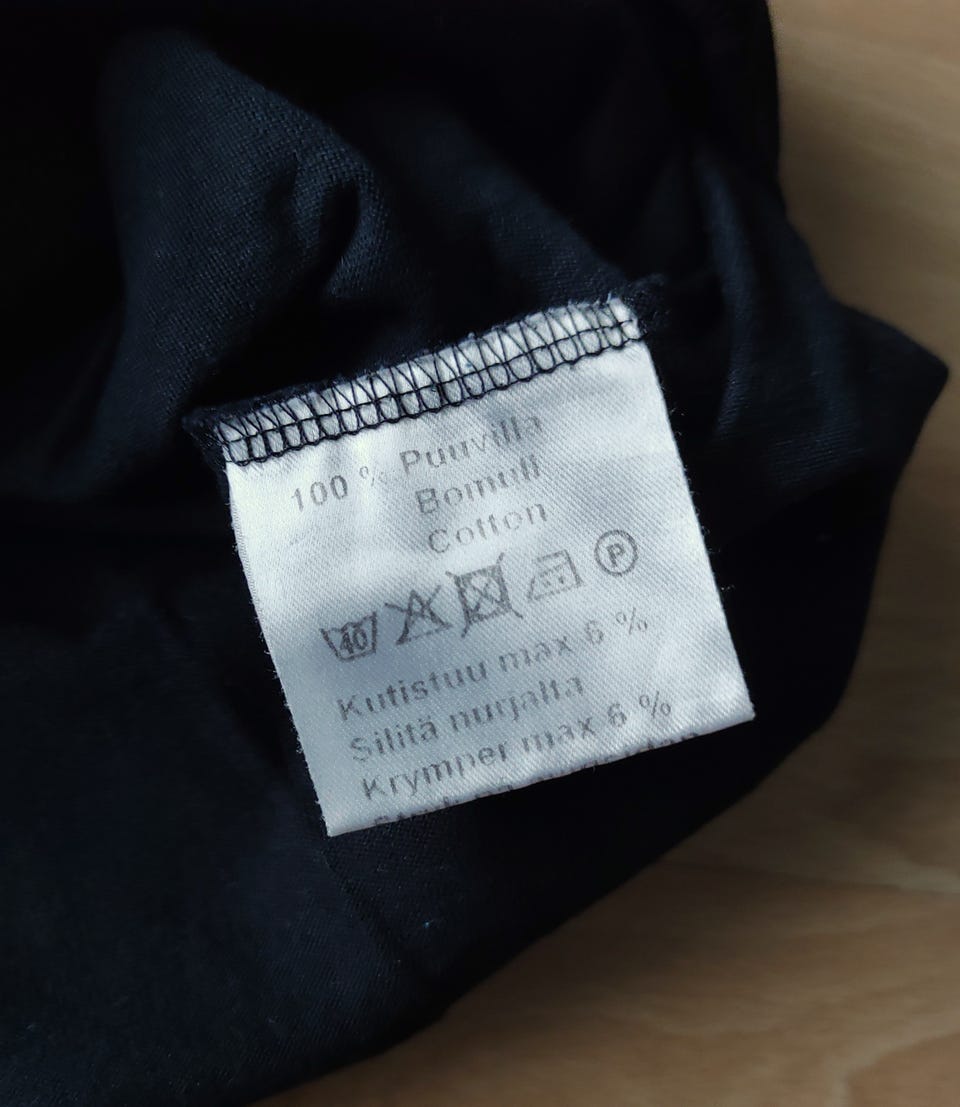 100 % Puuvilla
Bomull
Cotton
40 P
Kutistuu max 6 %
Silitä nurjalta
Krymper max 6 %